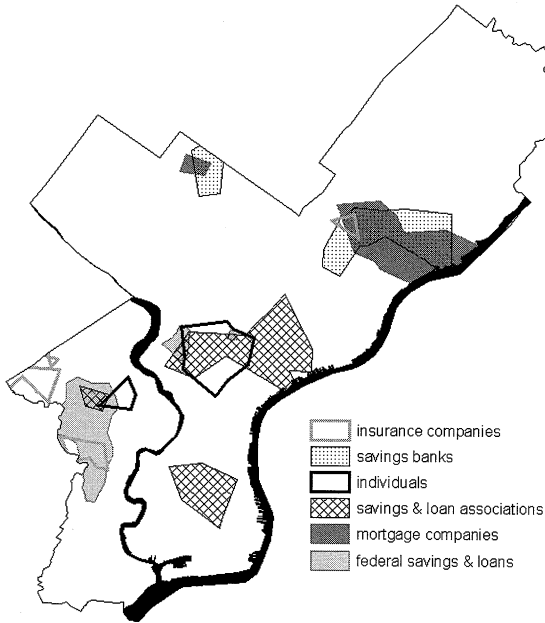 insurance companies
savings banks
individuals
savings & loan associations
mortgage companies
federal savings & loans